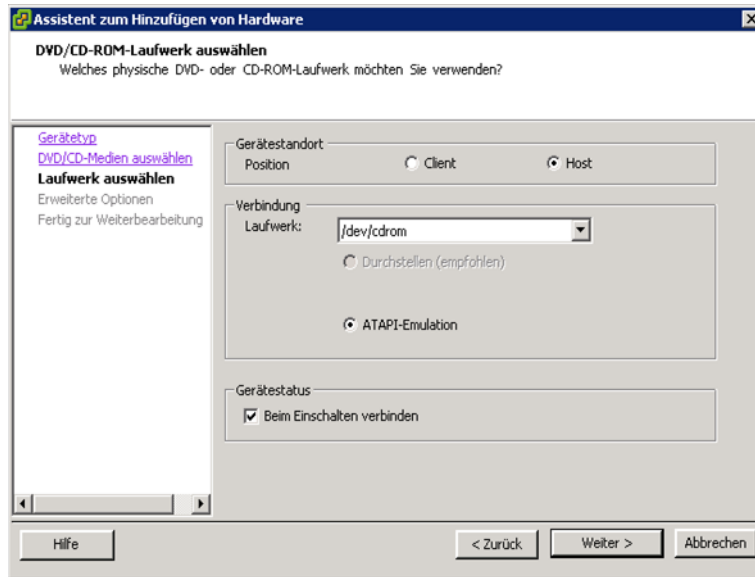 Assistent zum Hinzufügen von Hardware
DVD/CD-ROM-Laufwerk auswählen
Welches physische DVD- oder CD-ROM-Laufwerk möchten Sie verwenden?
Gerätetyp
DVD/CD-Medien auswählen
Laufwerk auswählen
Erweiterte Optionen
Fertig zur Weiterbearbeitung
Gerätestandort
Position Client Host
Verbindung
Laufwerk: /dev/cdrom
Durchstellen (empfohlen)
ATAPI-Emulation
Gerätestatus
Beim Einschalten verbinden
Hilfe < Zurück Weiter > Abbrechen